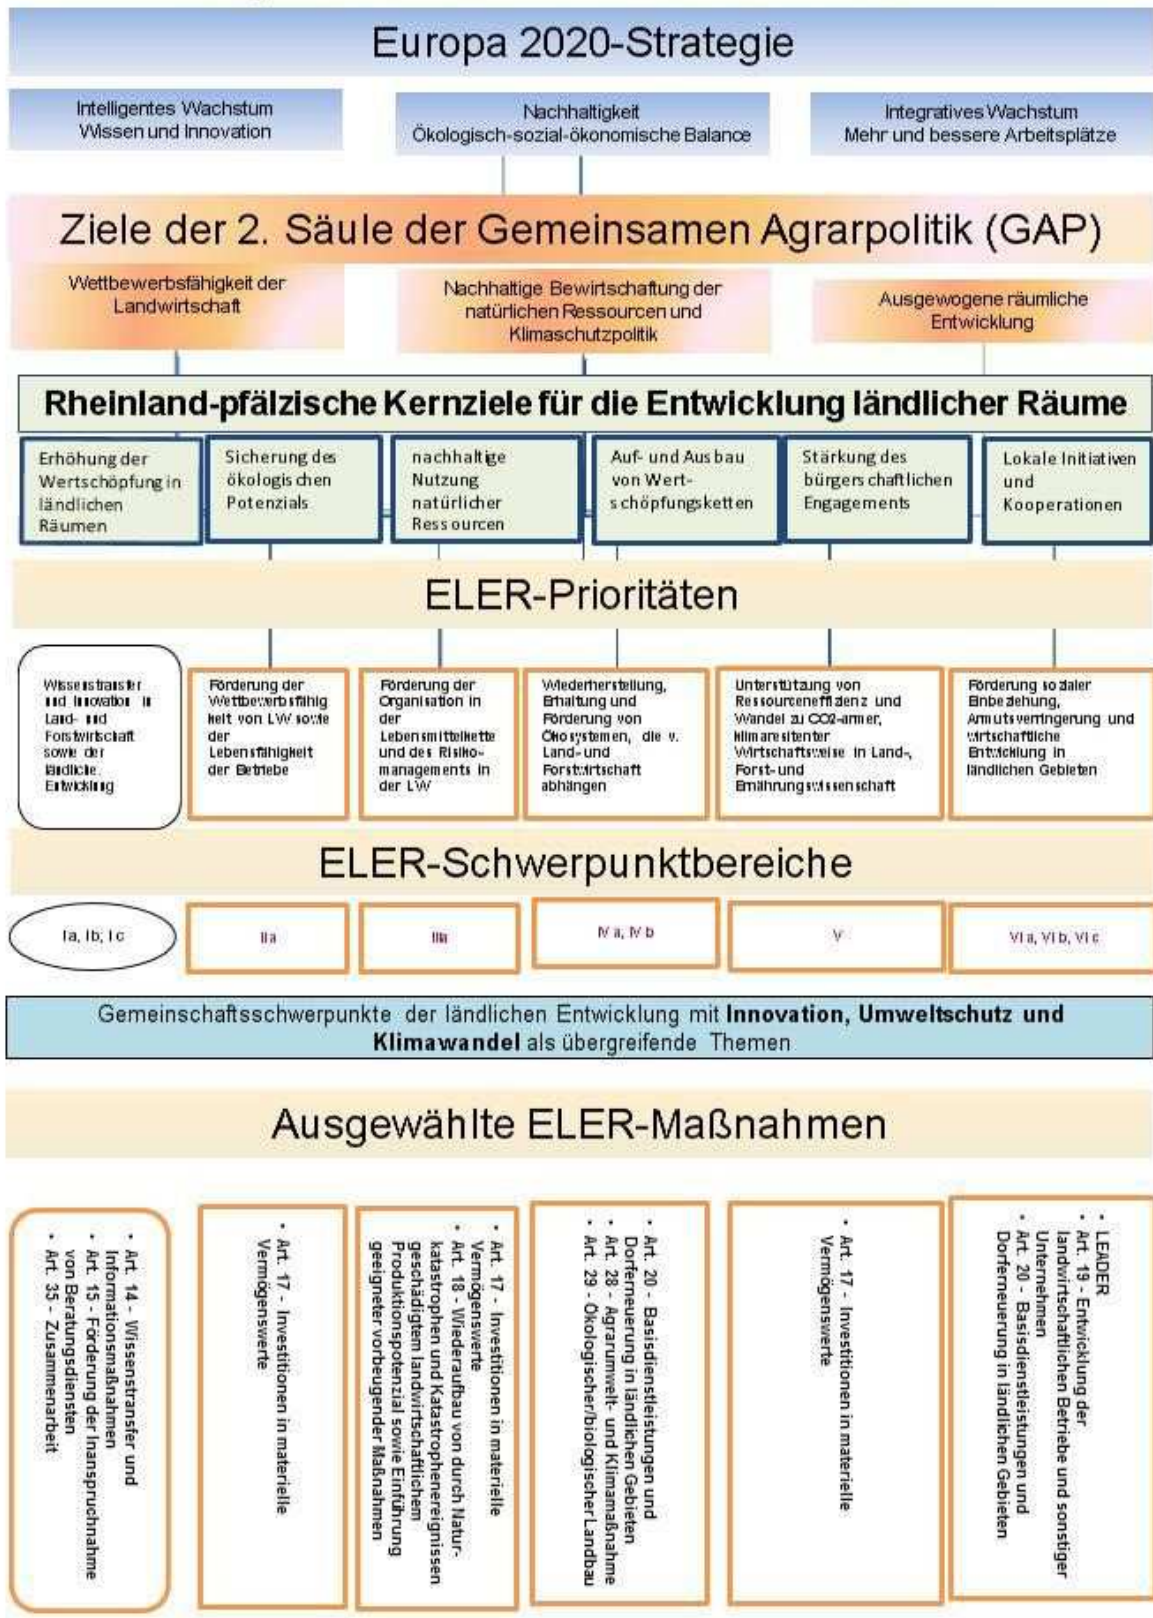 Europa 2020-Strategie
Intelligentes Wachstum
Wissen und Innovation
Nachhaltigkeit
Ökologisch-sozial-ökonomische Balance
Integratives Wachstum
Mehr und bessere Arbeitsplätze
Ziele der 2. Säule der Gemeinsamen Agrarpolitik (GAP)
Wettbewerbsfähigkeit der
Landwirtschaft
Nachhaltige Bewirtschaftung der
natürlichen Ressourcen und
Klimaschutzpolitik
Ausgewogene räumliche
Entwicklung
Rheinland-pfälzische Kernziele für die Entwicklung ländlicher Räume
Erhöhung der
Wertschöpfung in
ländlichen
Räumen
Sicherung des
ökologischen
Potenzials
nachhaltige
Nutzung
natürlicher
Ressourcen
Auf- und Ausbau
von Wert-
schöpfungsketten
Stärkung des
bürgerschaftlichen
Engagements
Lokale Initiativen
und
Kooperationen
ELER-Prioritäten
Wissenstransfer
und Innovation in
Land- und
Forstwirtschaft
sowie der
ländliche
Entwicklung
Förderung der
Wettbewerbsfähig
keit von LW sowie
der
Lebensfähigkeit
der Betriebe
Förderung der
Organisation in
der
Lebensmittelkette
und des Risiko-
managements in
der LW
Wiederherstellung,
Erhaltung und
Förderung von
Ökosystemen, die v.
Land- und
Forstwirtschaft
abhängen
Unterstützung von
Ressourceneffizienz und
Wandel zu CO2-armer,
klimaresitenter
Wirtschaftsweise in Land-,
Forst- und
Ernährungswissenschaft
Förderung sozialer
Einbeziehung,
Armutsverringerung und
wirtschaftliche
Entwicklung in
ländlichen Gebieten
ELER-Schwerpunktbereiche
Ia, Ib, Ic
IIa
IIIa
IV a, IV b
V
VI a, VI b, VI c
Gemeinschaftsschwerpunkte der ländlichen Entwicklung mit Innovation, Umweltschutz und
Klimawandel als übergreifende Themen
Ausgewählte ELER-Maßnahmen
• Art. 14 - Wissenstransfer und
Informationsmaßnahmen
• Art. 15 - Förderung der Inanspruchnahme
von Beratungsdiensten
• Art. 35 - Zusammenarbeit
• Art. 17 - Investitionen in materielle
Vermögenswerte
• Art. 17 - Investitionen in materielle
Vermögenswerte
• Art. 18 - Wiederaufbau von durch Natur-
katastrophen und Katastrophenereignissen
geschädigtem landwirtschaftlichem
Produktionspotenzial sowie Einführung
geeigneter vorbeugender Maßnahmen
• Art. 20 - Basisdienstleistungen und
Dorferneuerung in ländlichen Gebieten
• Art. 28 - Agrarumwelt- und Klimamaßnahme
• Art. 29 - Ökologischer/biologischer Landbau
• Art. 17 - Investitionen in materielle
Vermögenswerte
• LEADER
• Art. 19 - Entwicklung der
landwirtschaftlichen Betriebe und sonstiger
Unternehmen
• Art. 20 - Basisdienstleistungen und
Dorferneuerung in ländlichen Gebieten